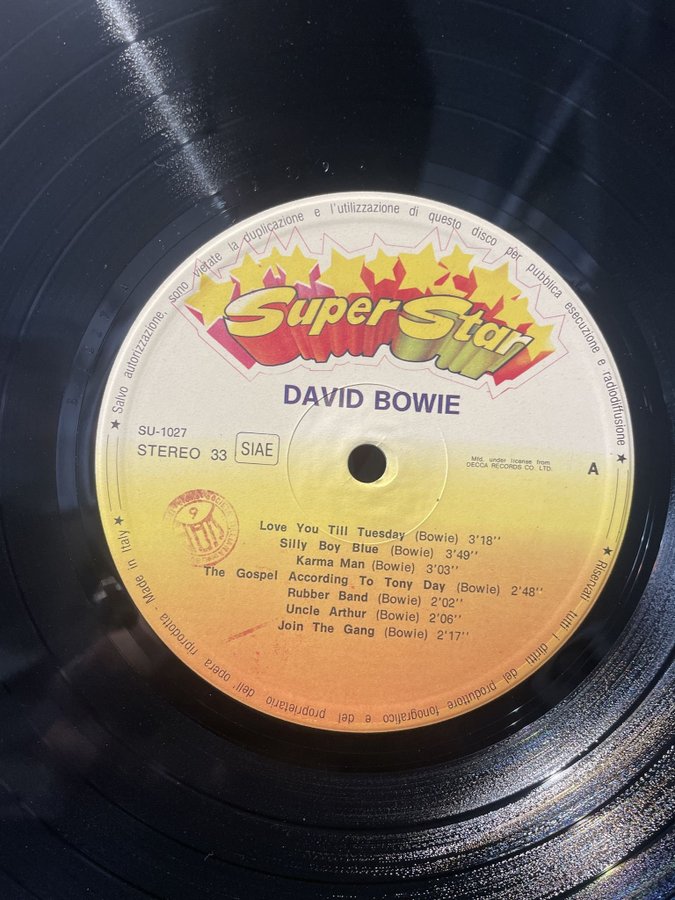 Salvo autorizzazione, sono vietate la duplicazione e l'utilizzazione di questo disco per pubblica esecuzione e radiodiffusione ★
Super Star
DAVID BOWIE
SU-1027
STEREO 33 SIAE
Mfd. under license from
DECCA RECORDS CO. LTD.
A
9
Love You Till Tuesday (Bowie) 3'18''
Silly Boy Blue (Bowie) 3'49''
Karma Man (Bowie) 3'03''
The Gospel According To Tony Day (Bowie) 2'48''
Rubber Band (Bowie) 2'02''
Uncle Arthur (Bowie) 2'06''
Join The Gang (Bowie) 2'17''
★ Riservati tutti i diritti del produttore fonografico e del proprietario dell'opera riprodotta - Made in Italy ★